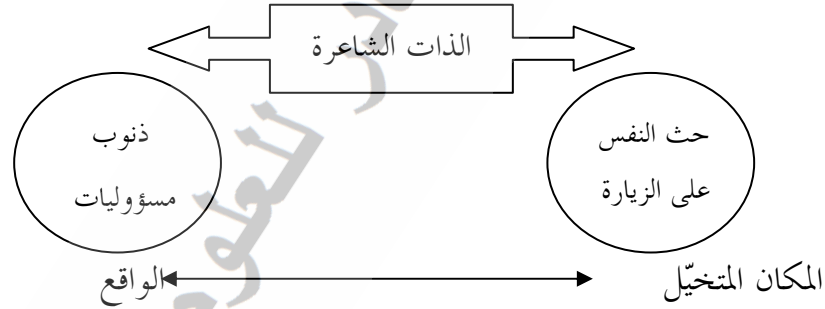 الذات الشاعرة
حث النفس
على الزيارة
ذنوب
مسؤوليات
المكان المتخيّل
الواقع